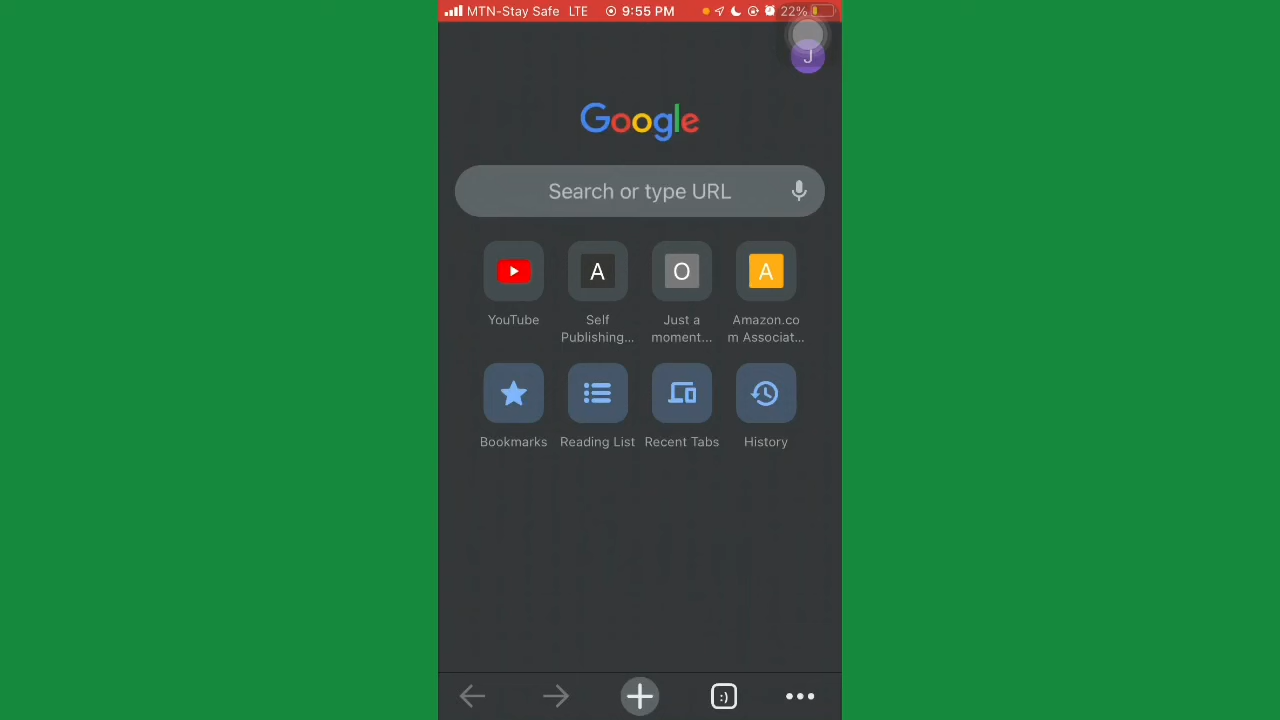 MTN-Stay Safe LTE 9:55 PM 22%
J
Google
Search or type URL
A O A
YouTube Self Publishing... Just a moment... Amazon.com Associat...
Bookmarks Reading List Recent Tabs History
:)